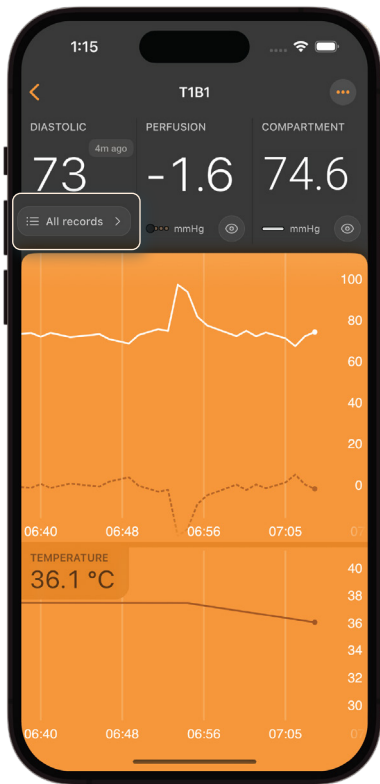 1:15
T1B1
DIASTOLIC
PERFUSION
COMPARTMENT
4m ago
73
-1.6
74.6
All records
mmHg
mmHg
100
80
60
40
20
0
06:40
06:48
06:56
07:05
07
TEMPERATURE
36.1 °C
40
38
36
34
32
30
06:40
06:48
06:56
07:05
07